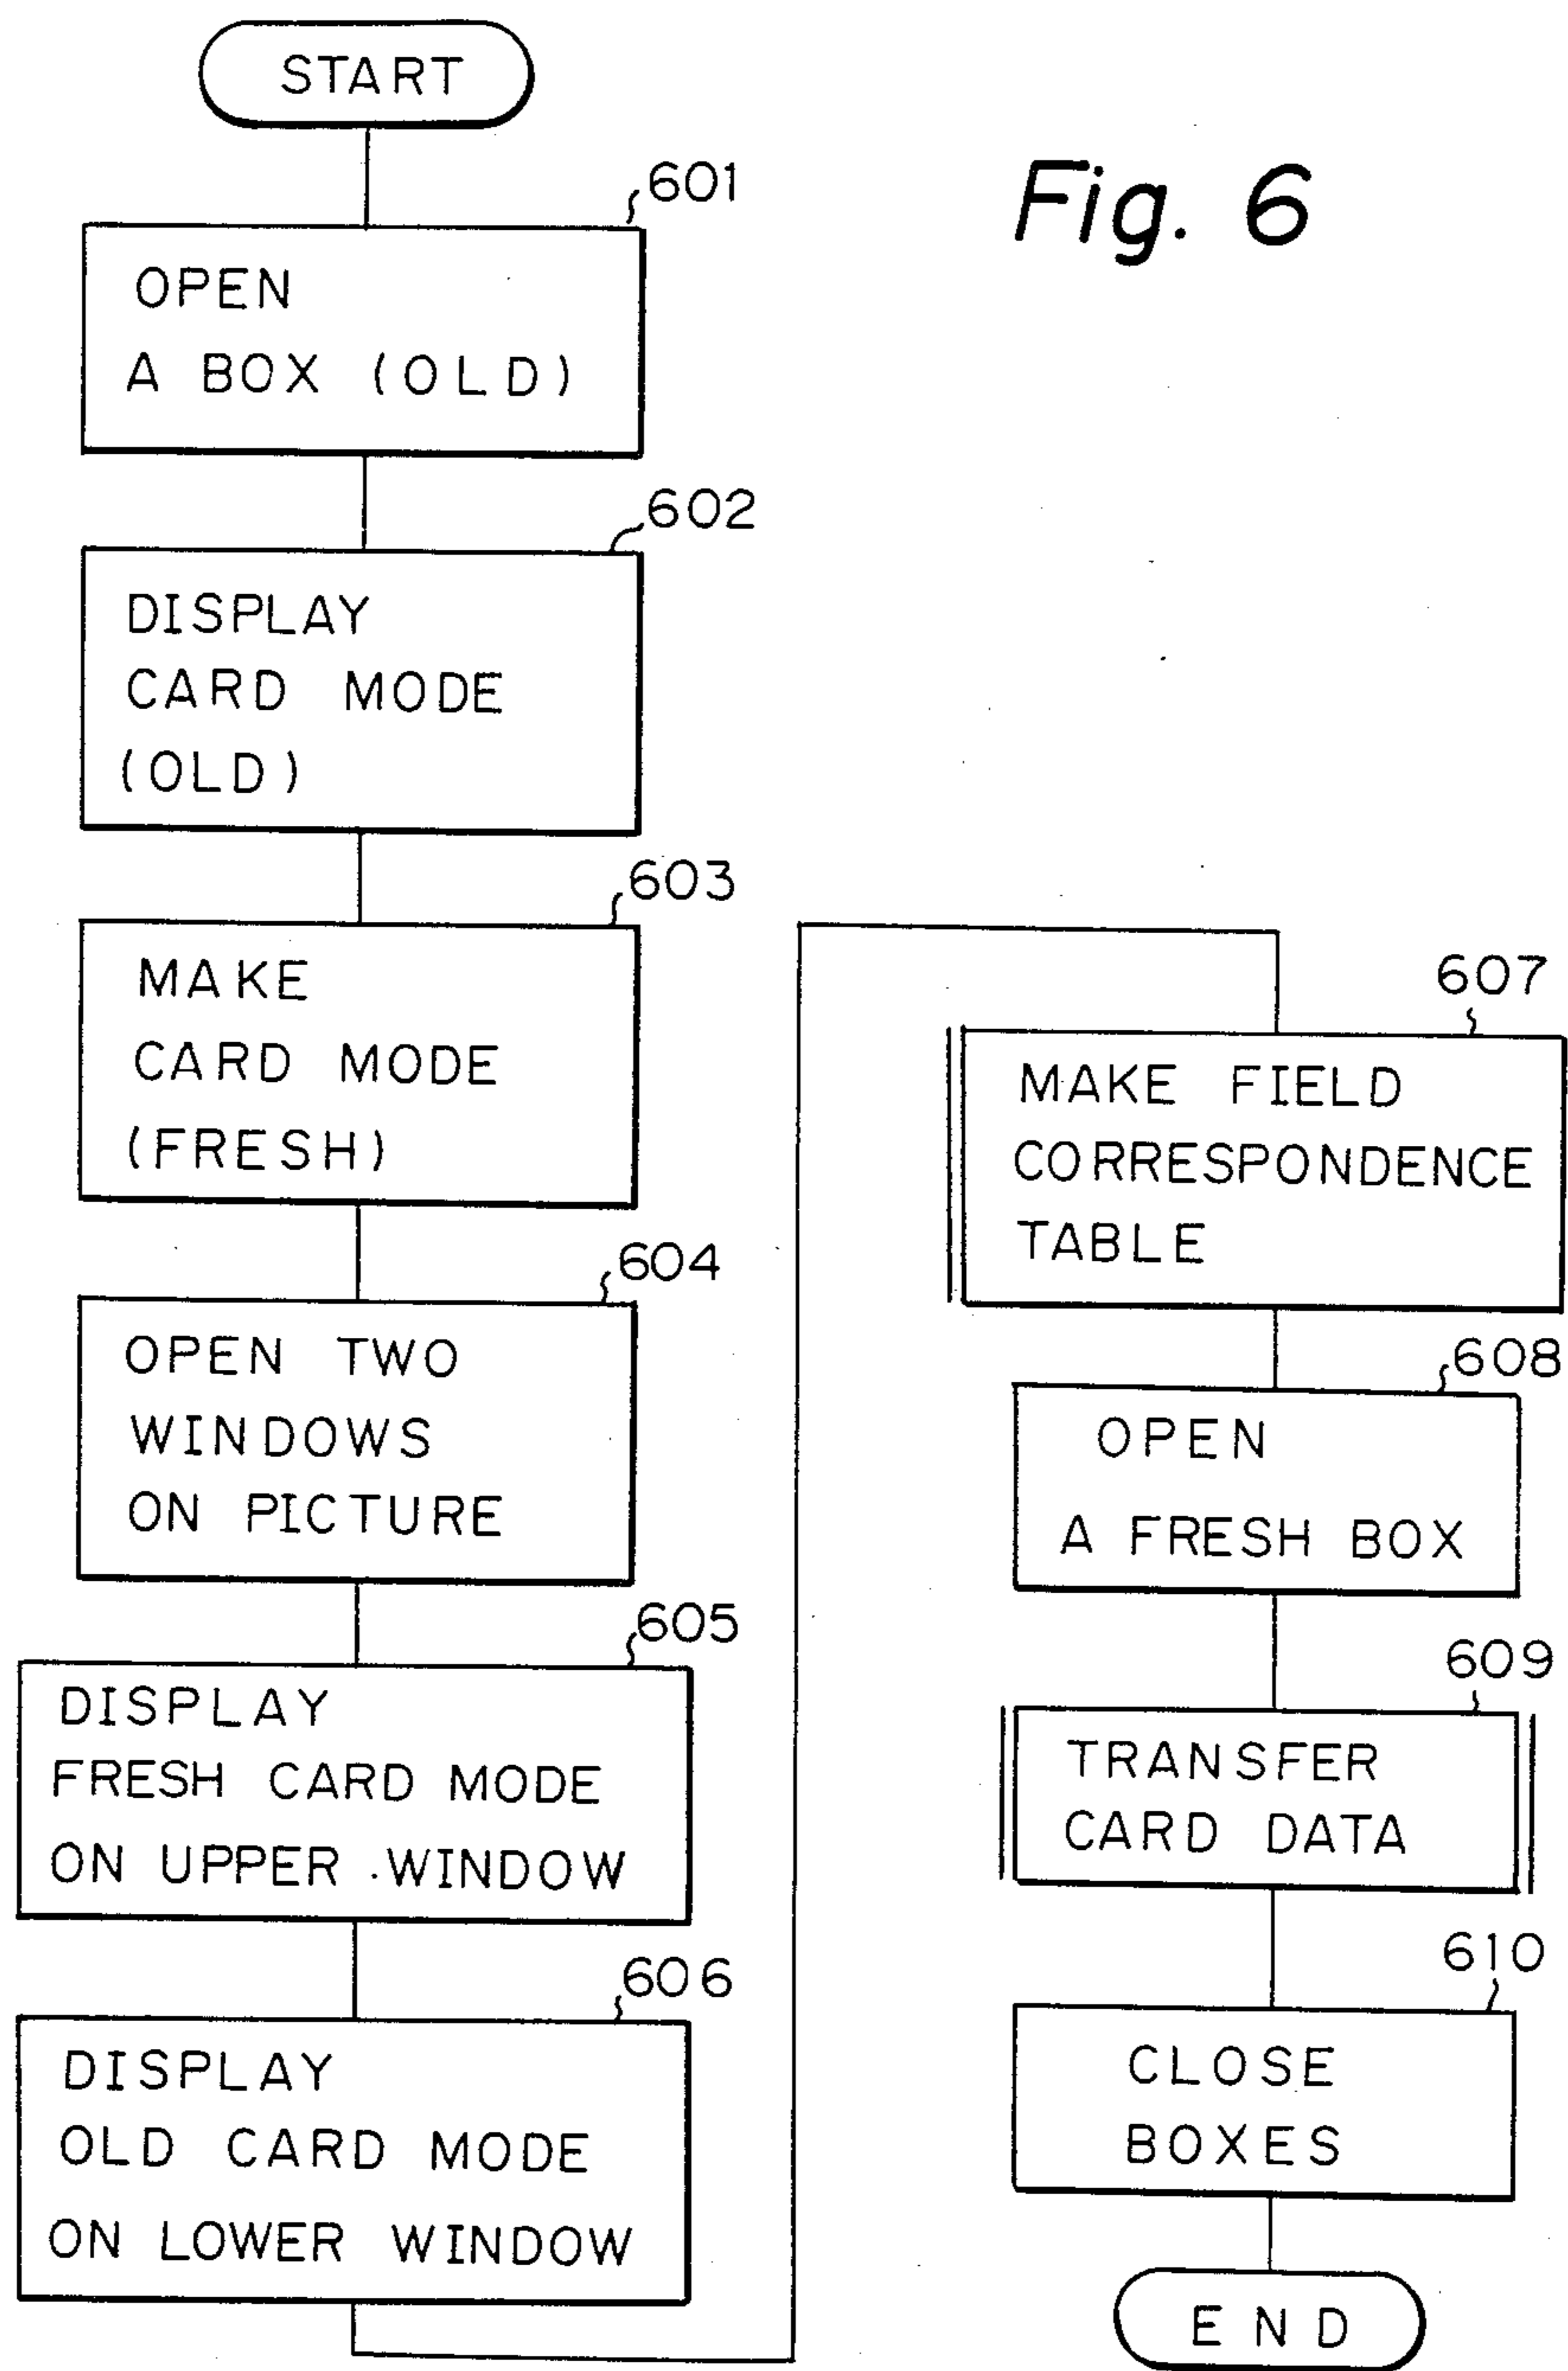 START
Fig. 6
601
OPEN
A BOX (OLD)
602
DISPLAY
CARD MODE
(OLD)
603
MAKE
CARD MODE
(FRESH)
604
OPEN TWO
WINDOWS
ON PICTURE
605
DISPLAY
FRESH CARD MODE
ON UPPER WINDOW
606
DISPLAY
OLD CARD MODE
ON LOWER WINDOW
607
MAKE FIELD
CORRESPONDENCE
TABLE
608
OPEN
A FRESH BOX
609
TRANSFER
CARD DATA
610
CLOSE
BOXES
END